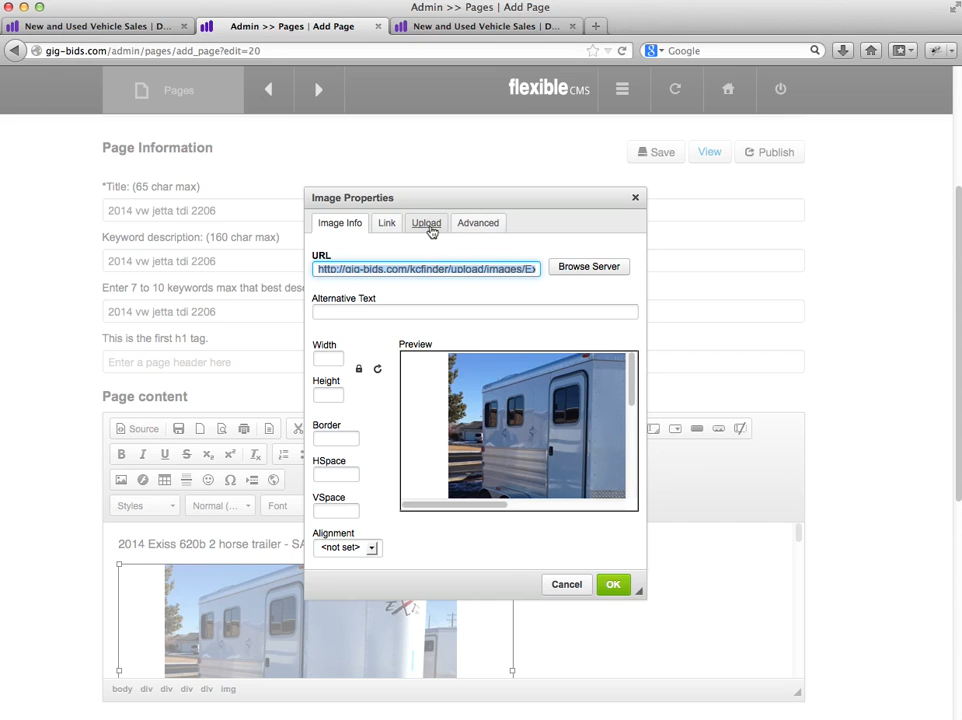 Admin >> Pages | Add Page
New and Used Vehicle Sales | D...
Admin >> Pages | Add Page
New and Used Vehicle Sales | D...
gig-bids.com/admin/pages/add_page?edit=20
Google
Pages
flexible CMS
Page Information
Save
View
Publish
*Title: (65 char max)
2014 vw jetta tdi 2206
Keyword description: (160 char max)
2014 vw jetta tdi 2206
Enter 7 to 10 keywords max that best des
2014 vw jetta tdi 2206
This is the first h1 tag.
Enter a page header here
Page content
Source
Styles
Normal (...
Font
2014 Exiss 620b 2 horse trailer - SA
body div div div div img
Image Properties
Image Info
Link
Upload
Advanced
URL
http://gig-bids.com/kcfinder/upload/images/Ex
Browse Server
Alternative Text
Width
Height
Border
HSpace
VSpace
Alignment
<not set>
Preview
Cancel
OK